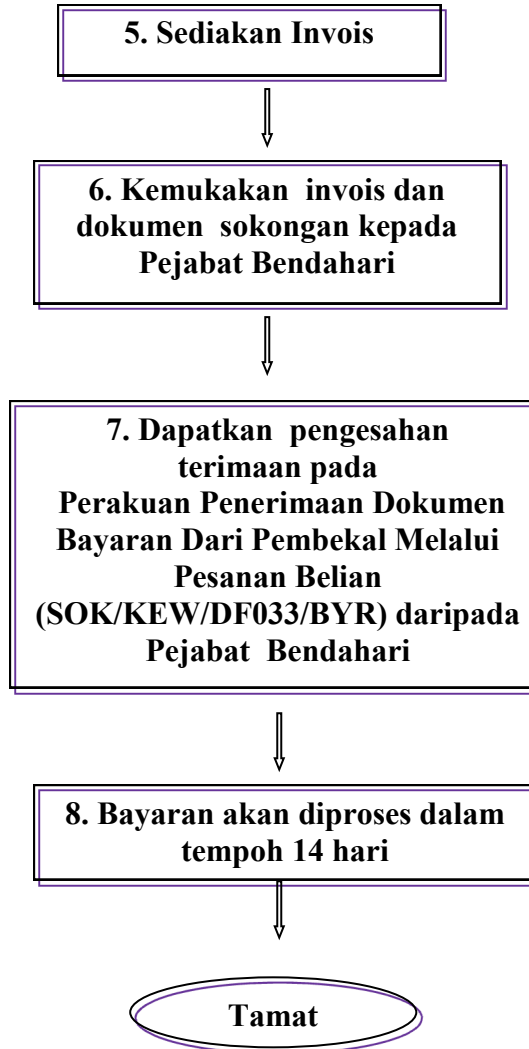 5. Sediakan Invois
6. Kemukakan invois dan
dokumen sokongan kepada
Pejabat Bendahari
7. Dapatkan pengesahan
terimaan pada
Perakuan Penerimaan Dokumen
Bayaran Dari Pembekal Melalui
Pesanan Belian
(SOK/KEW/DF033/BYR) daripada
Pejabat Bendahari
8. Bayaran akan diproses dalam
tempoh 14 hari
Tamat